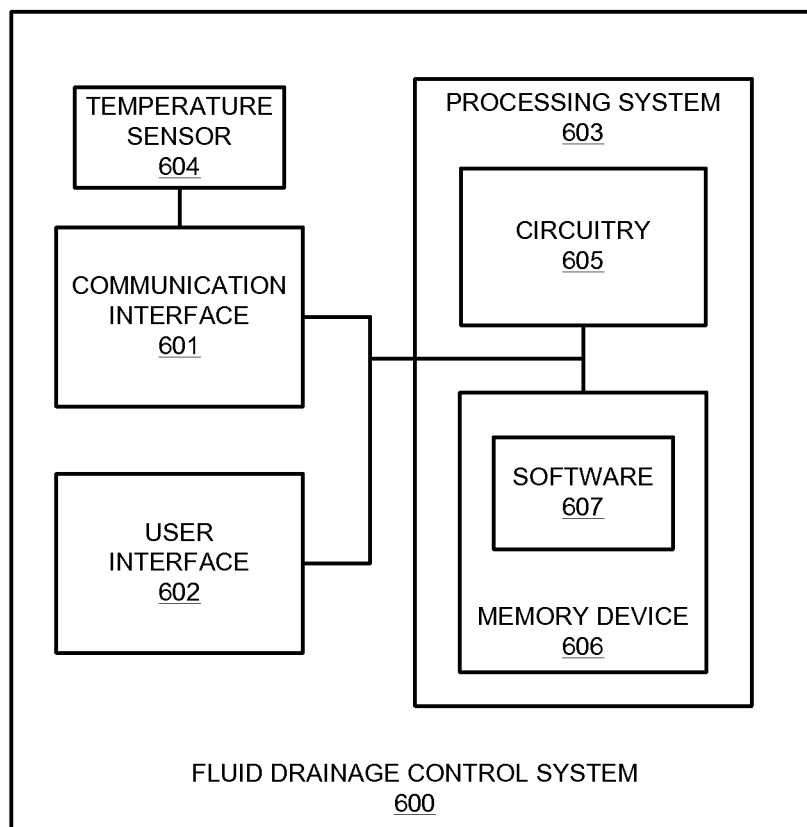 TEMPERATURE
SENSOR
604
COMMUNICATION
INTERFACE
601
USER
INTERFACE
602
PROCESSING SYSTEM
603
CIRCUITRY
605
SOFTWARE
607
MEMORY DEVICE
606
FLUID DRAINAGE CONTROL SYSTEM
600